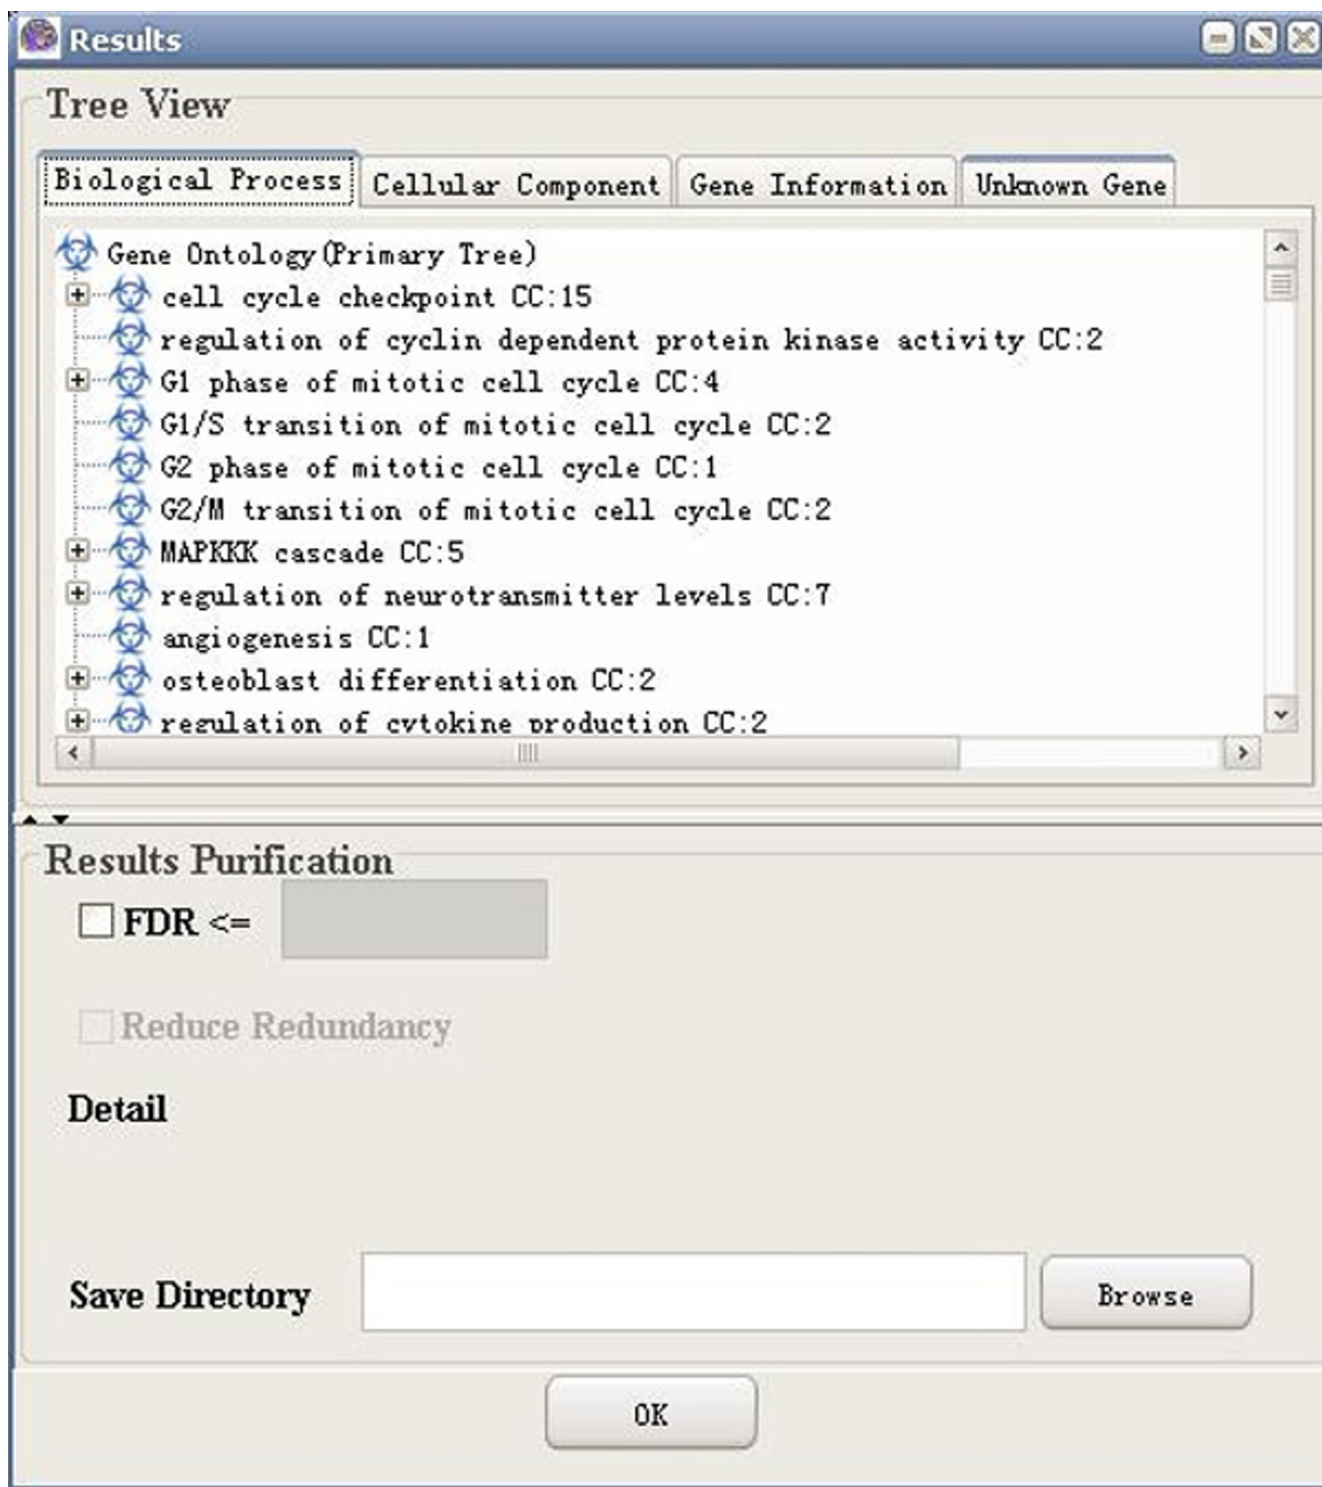 Results
Tree View
Biological Process Cellular Component Gene Information Unknown Gene
Gene Ontology(Primary Tree)
cell cycle checkpoint CC:15
regulation of cyclin dependent protein kinase activity CC:2
G1 phase of mitotic cell cycle CC:4
G1/S transition of mitotic cell cycle CC:2
G2 phase of mitotic cell cycle CC:1
G2/M transition of mitotic cell cycle CC:2
MAPKKK cascade CC:5
regulation of neurotransmitter levels CC:7
angiogenesis CC:1
osteoblast differentiation CC:2
regulation of cytokine production CC:2
Results Purification
FDR <=
Reduce Redundancy
Detail
Save Directory Browse
OK